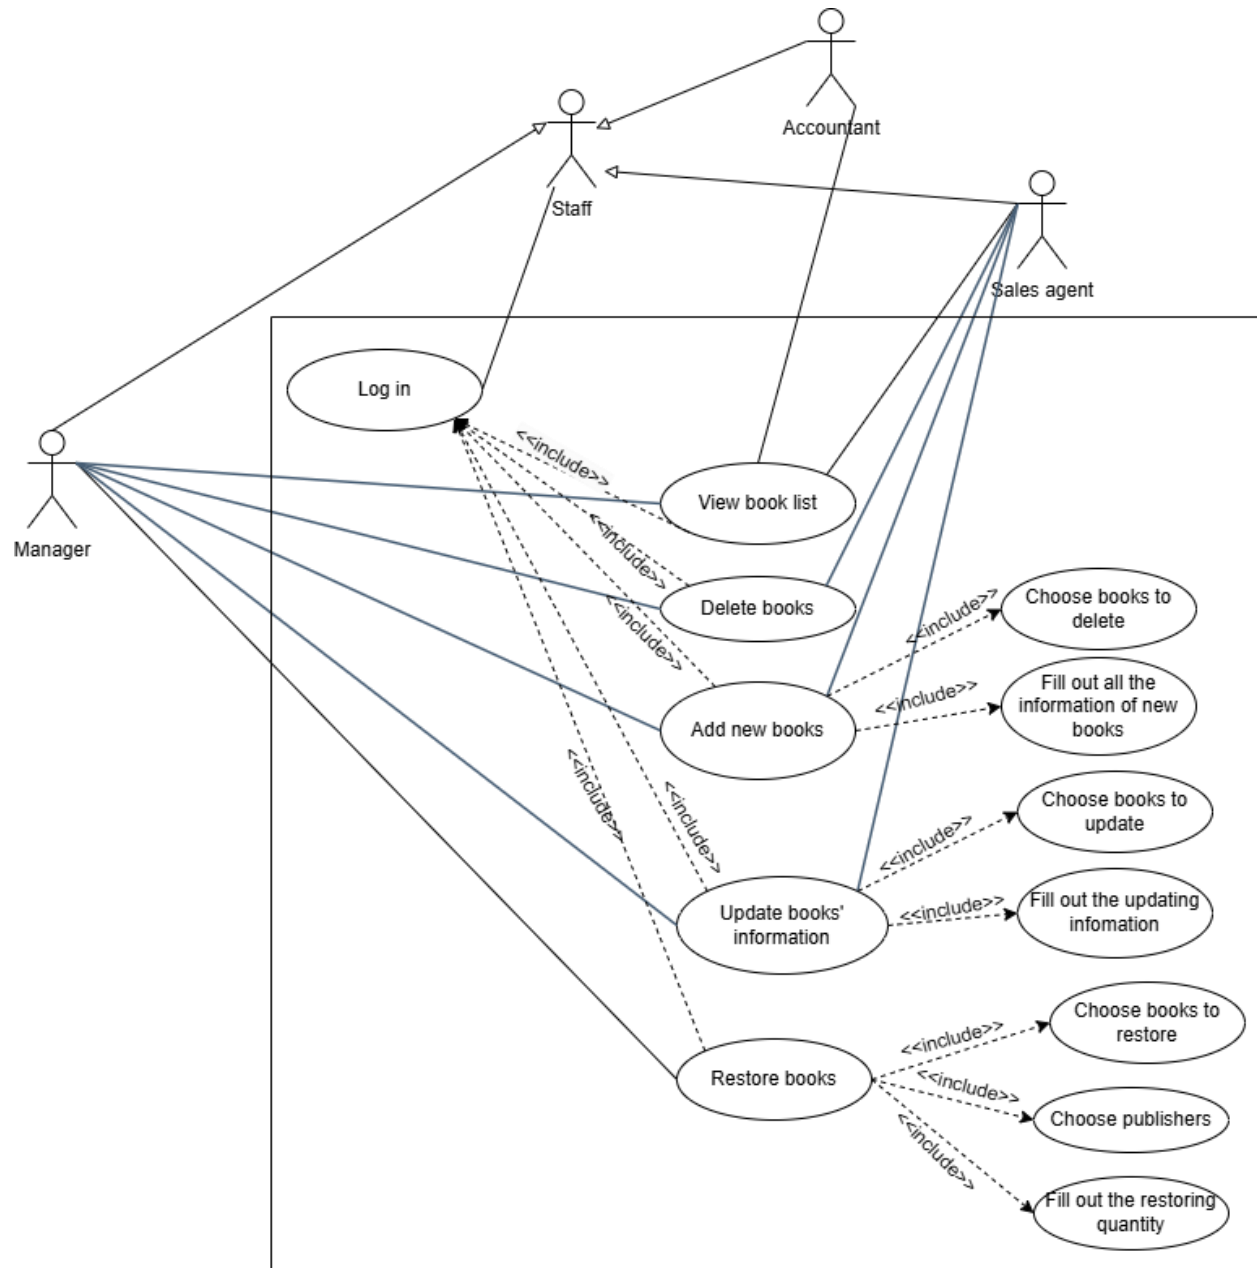 Accountant
Staff
Sales agent
Log in
Manager
<<include>>
View book list
<<include>>
Delete books
<<include>>
<<include>>
Choose books to
delete
Add new books
<<include>>
Fill out all the
information of new
books
<<include>>
<<include>>
Choose books to
update
<<include>>
Update books'
information
<<include>>
Fill out the updating
infomation
Restore books
<<include>>
Choose books to
restore
<<include>>
Choose publishers
<<include>>
Fill out the restoring
quantity